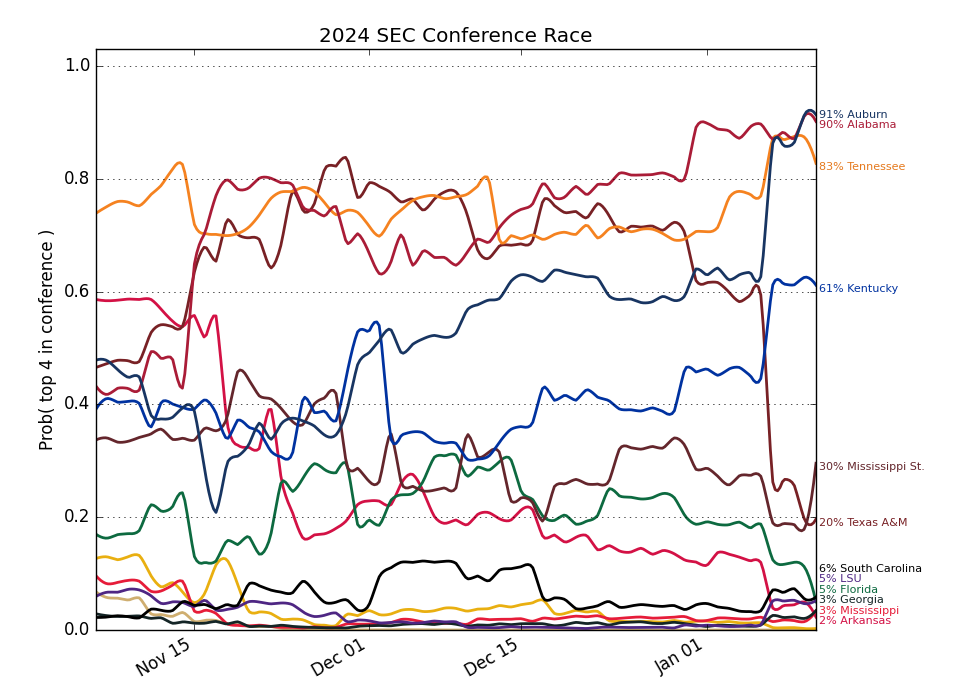 2024 SEC Conference Race
Prob( top 4 in conference )
1.0
0.8
0.6
0.4
0.2
0.0
Nov 15
Dec 01
Dec 15
Jan 01
91% Auburn
90% Alabama
83% Tennessee
61% Kentucky
30% Mississippi St.
20% Texas A&M
6% South Carolina
5% LSU
5% Florida
Georgia
3% Mississippi
2% Arkansas